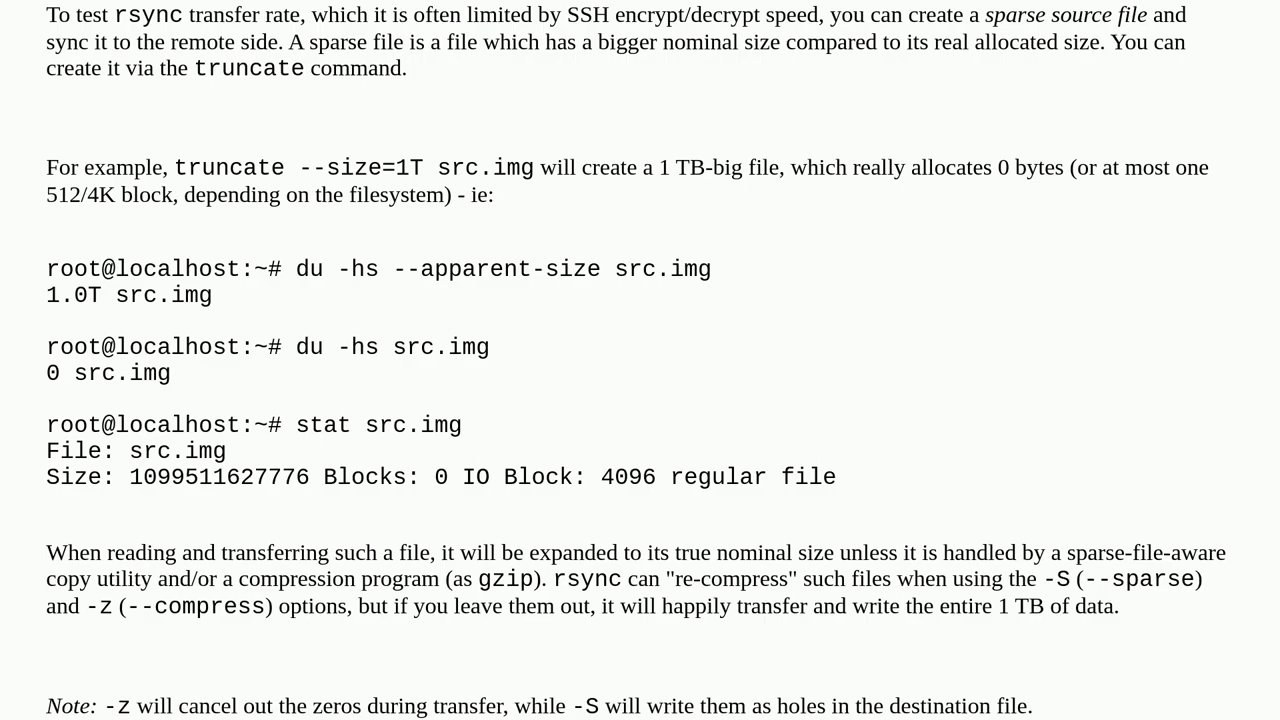 To test rsync transfer rate, which it is often limited by SSH encrypt/decrypt speed, you can create a sparse source file and
sync it to the remote side. A sparse file is a file which has a bigger nominal size compared to its real allocated size. You can
create it via the truncate command.
For example, truncate --size=1T src.img will create a 1 TB-big file, which really allocates 0 bytes (or at most one
512/4K block, depending on the filesystem) - ie:
root@localhost:~# du -hs --apparent-size src.img
1.0T src.img
root@localhost:~# du -hs src.img
0 src.img
root@localhost:~# stat src.img
File: src.img
Size: 1099511627776 Blocks: 0 IO Block: 4096 regular file
When reading and transferring such a file, it will be expanded to its true nominal size unless it is handled by a sparse-file-aware
copy utility and/or a compression program (as gzip). rsync can "re-compress" such files when using the -S (--sparse)
and -z (--compress) options, but if you leave them out, it will happily transfer and write the entire 1 TB of data.
Note: -z will cancel out the zeros during transfer, while -S will write them as holes in the destination file.